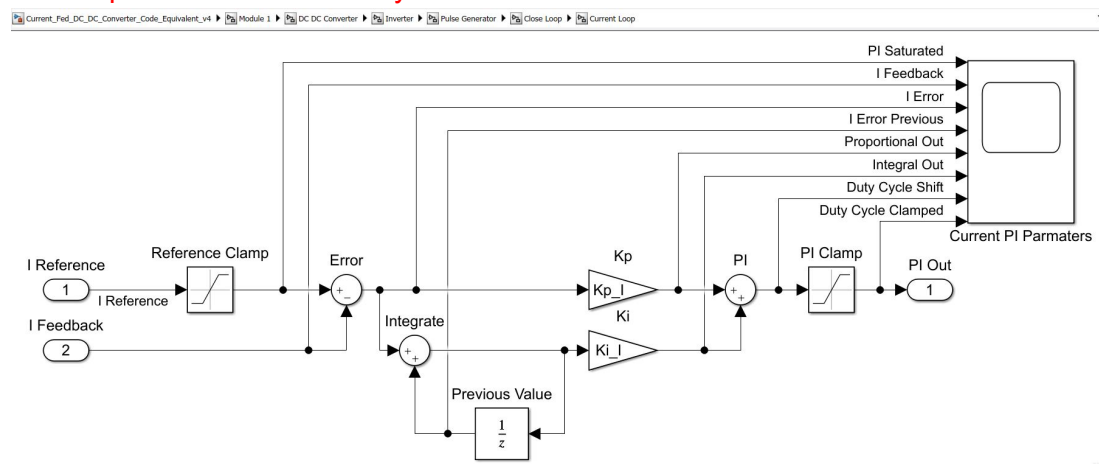 Current_Fed_DC_DC_Converter_Code_Equivalent_v4 Module 1 DC DC Converter Inverter Pulse Generator Close Loop Current Loop
PI Saturated
I Feedback
I Error
I Error Previous
Proportional Out
Integral Out
Duty Cycle Shift
Duty Cycle Clamped
Current PI Parmaters
I Reference
1
I Reference
Reference Clamp
Error
+
−
Kp
Kp_I
PI
+
+
PI Clamp
PI Out
1
I Feedback
2
Integrate
+
+
Ki
Ki_I
Previous Value
1
z